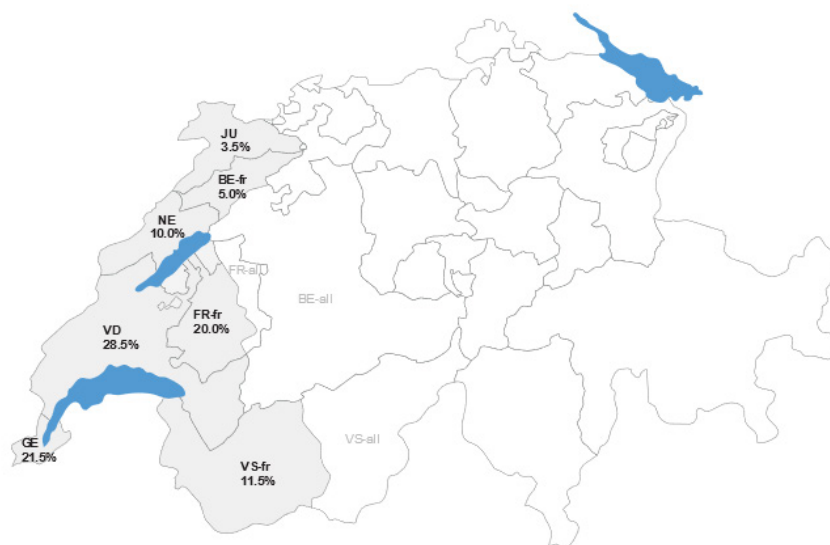 JU
3.5%
BE-fr
5.0%
NE
10.0%
FR-all
BE-all
FR-fr
20.0%
VD
28.5%
GE
21.5%
VS-all
VS-fr
11.5%